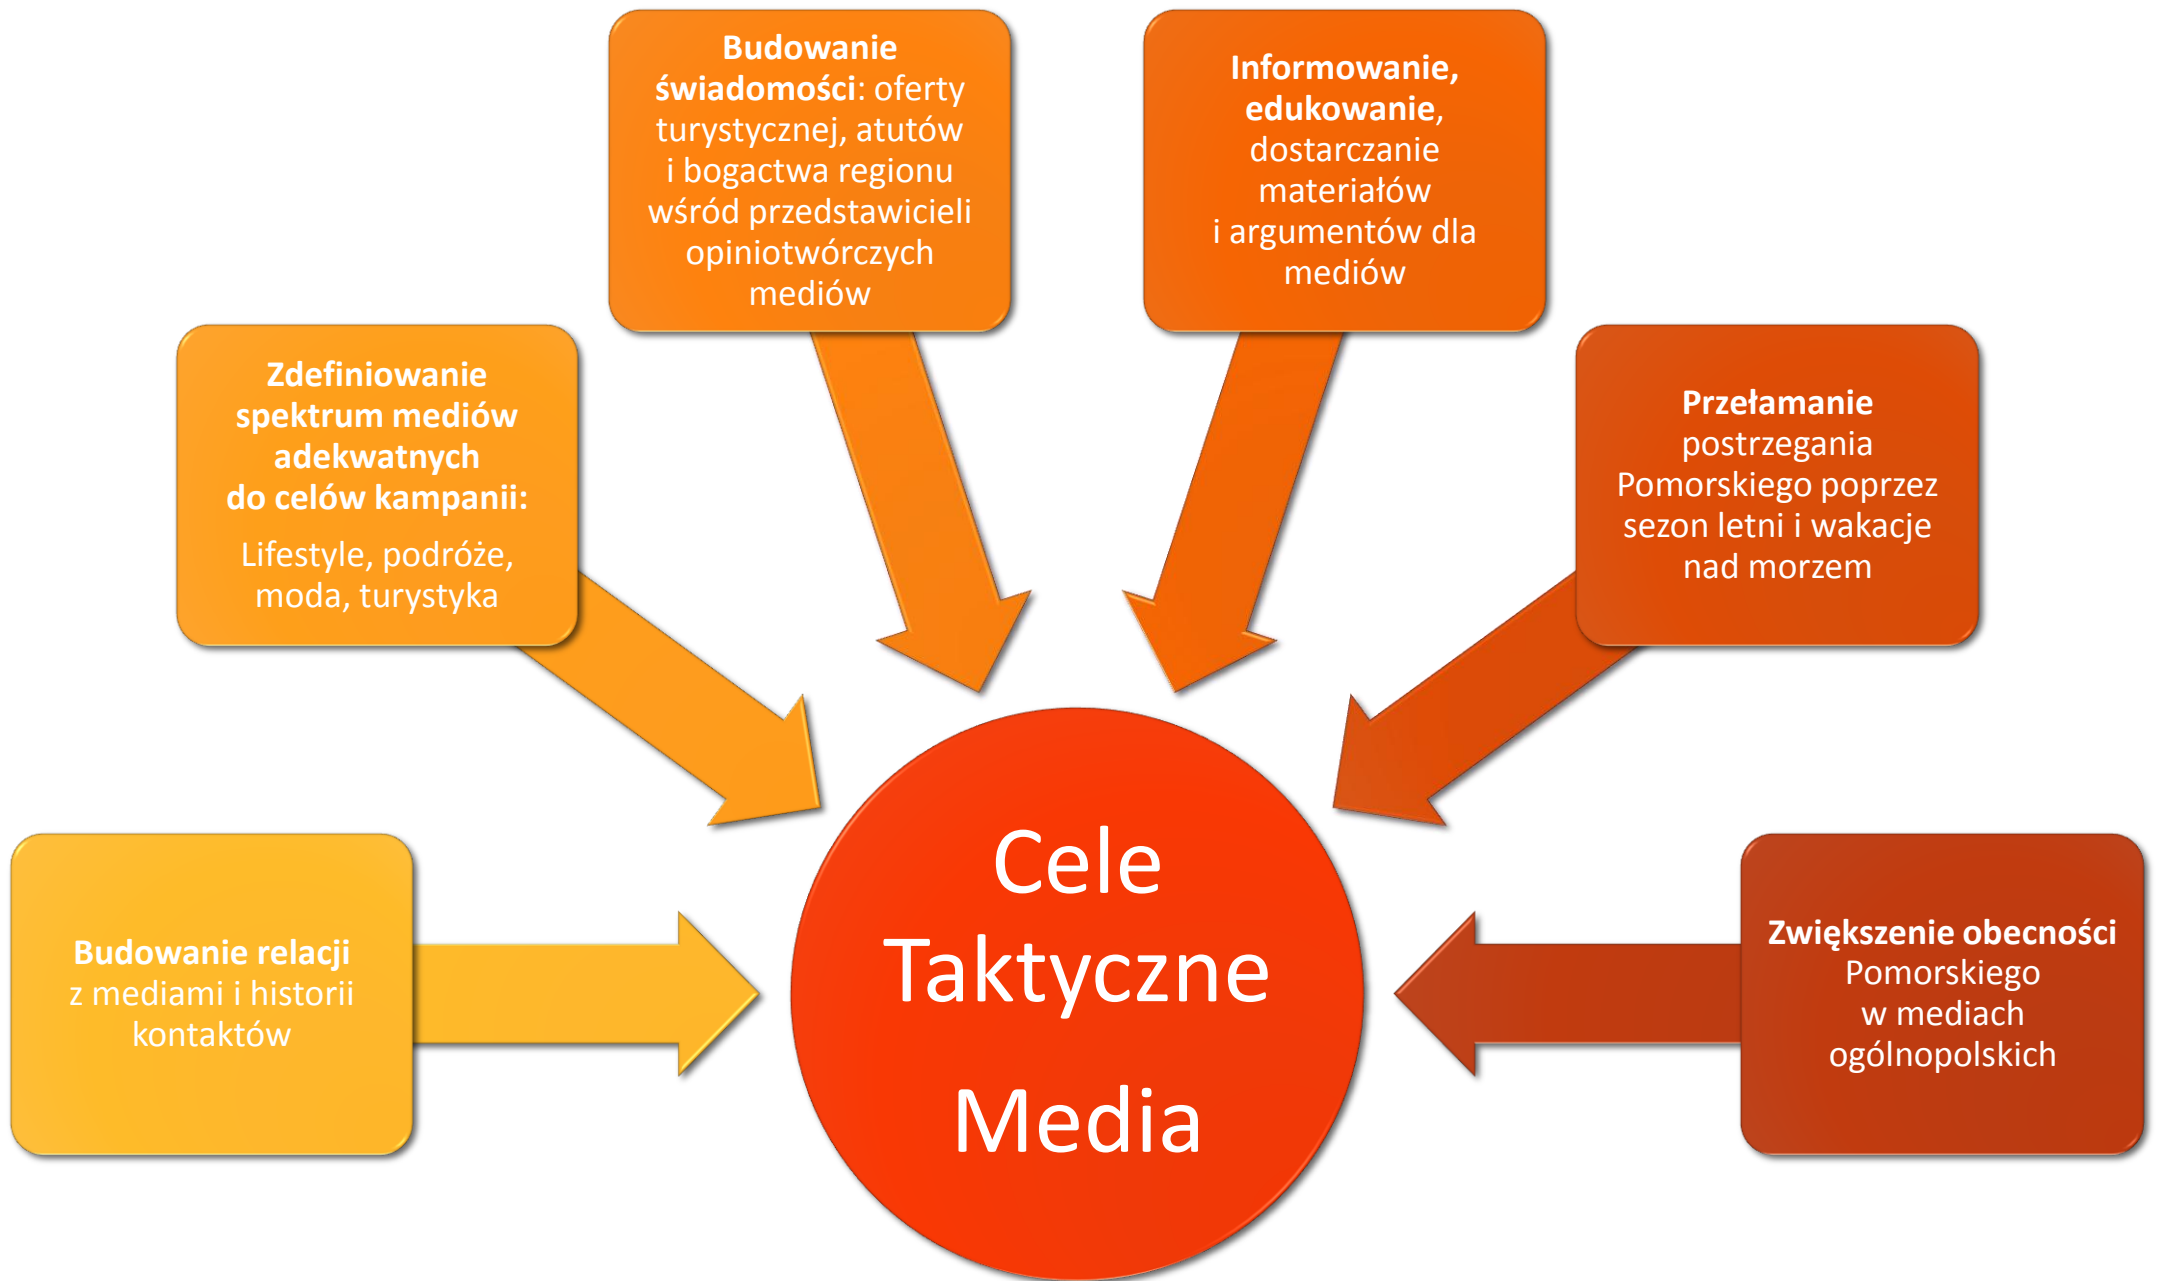 Budowanie
świadomości: oferty
turystycznej, atutów
i bogactwa regionu
wśród przedstawicieli
opiniotwórczych
mediów
Informowanie,
edukowanie,
dostarczanie
materiałów
i argumentów dla
mediów
Zdefiniowanie
spektrum mediów
adekwatnych
do celów kampanii:
Lifestyle, podróże,
moda, turystyka
Przełamanie
postrzegania
Pomorskiego poprzez
sezon letni i wakacje
nad morzem
Budowanie relacji
z mediami i historii
kontaktów
Cele
Taktyczne
Media
Zwiększenie obecności
Pomorskiego
w mediach
ogólnopolskich